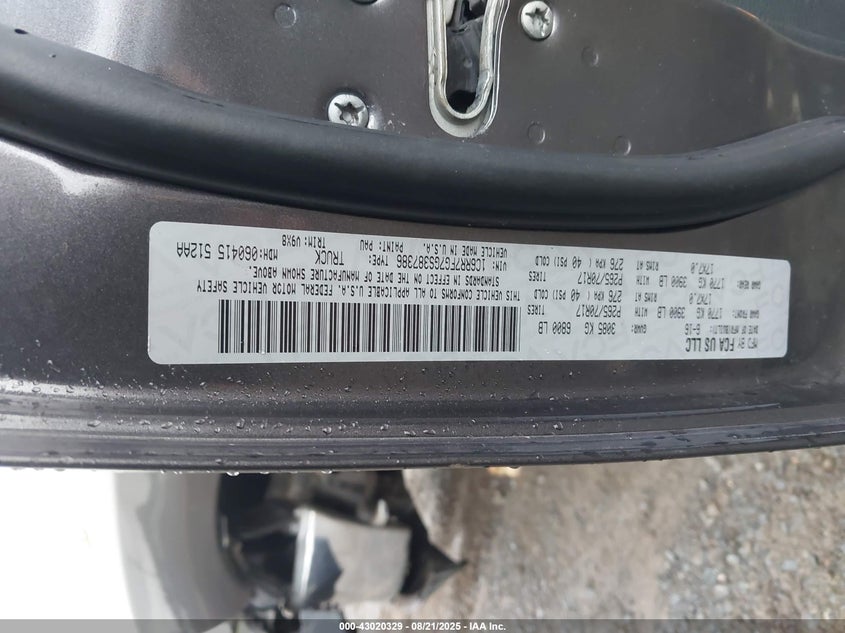 MFD BY FCA US LLC
DATE OF MFR/BUILT: 6-16 GVWR: 3085 KG 6800 LB
GAWR FRONT: 1770 KG 3900 LB WITH P265/70R17 TIRES
17X7.0 RIMS AT 276 KPA ( 40 PSI) COLD
GAWR REAR: 1770 KG 3900 LB WITH P265/70R17 TIRES
17X7.0 RIMS AT 276 KPA ( 40 PSI) COLD
THIS VEHICLE CONFORMS TO ALL APPLICABLE U.S.A. FEDERAL MOTOR VEHICLE SAFETY
STANDARDS IN EFFECT ON THE DATE OF MANUFACTURE SHOWN ABOVE.
VIN: 1C6RR7FG7GS387386 TYPE: TRUCK MDH:060415 512AA
VEHICLE MADE IN U.S.A. PAINT: PAU TRIM: V9X8
000-43020329 - 08/21/2025 - IAA Inc.